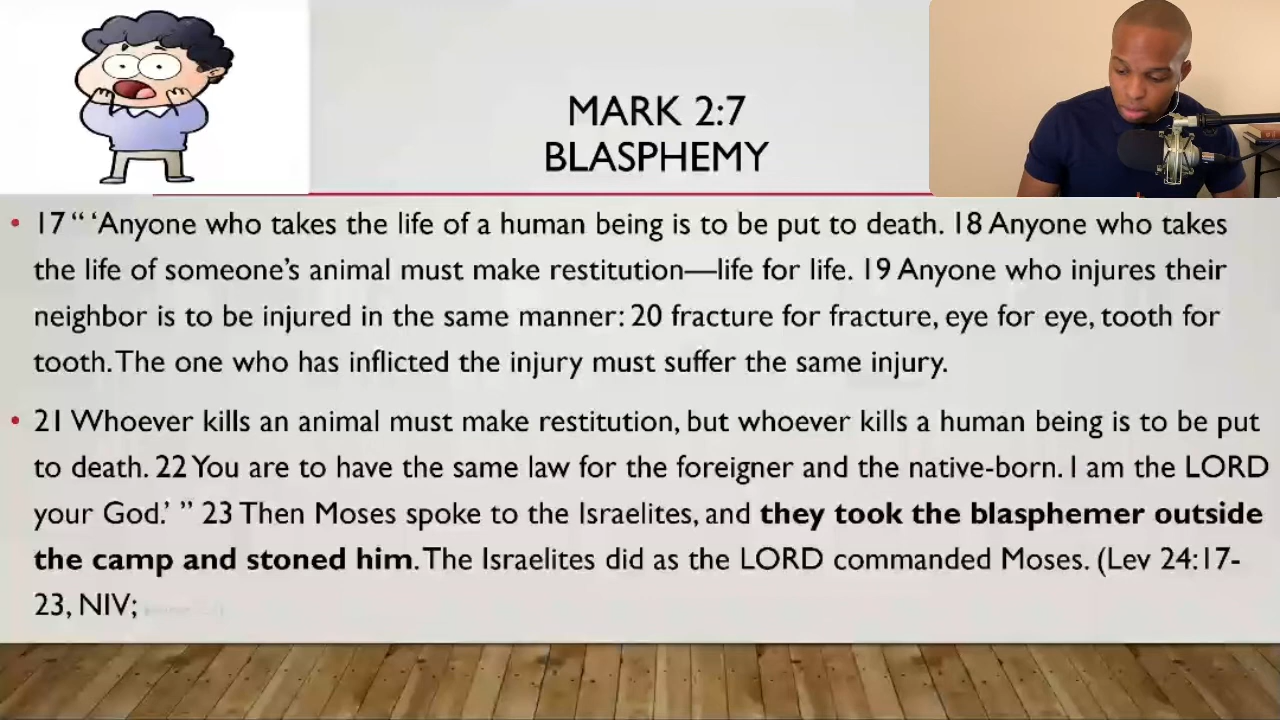 MARK 2:7
BLASPHEMY
• 17 “ ‘Anyone who takes the life of a human being is to be put to death. 18 Anyone who takes
the life of someone’s animal must make restitution—life for life. 19 Anyone who injures their
neighbor is to be injured in the same manner: 20 fracture for fracture, eye for eye, tooth for
tooth. The one who has inflicted the injury must suffer the same injury.
• 21 Whoever kills an animal must make restitution, but whoever kills a human being is to be put
to death. 22 You are to have the same law for the foreigner and the native-born. I am the LORD
your God.’ ” 23 Then Moses spoke to the Israelites, and they took the blasphemer outside
the camp and stoned him. The Israelites did as the LORD commanded Moses. (Lev 24:17-
23, NIV;